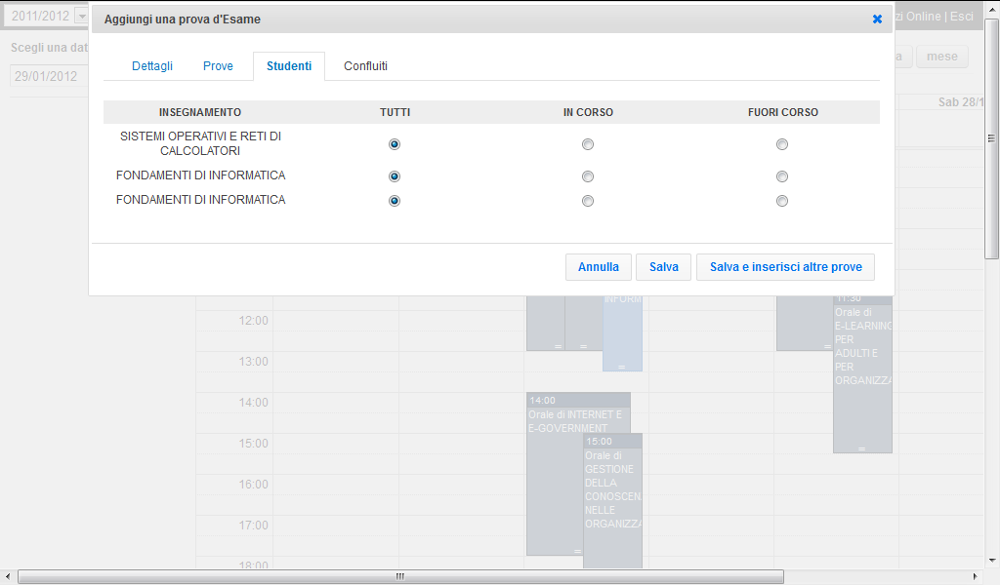 2011/2012
Aggiungi una prova d'Esame
zi Online | Esci
Scegli una dat
29/01/2012
a
mese
Sab 28/1
Dettagli
Prove
Studenti
Confluiti
INSEGNAMENTO
TUTTI
IN CORSO
FUORI CORSO
SISTEMI OPERATIVI E RETI DI
CALCOLATORI
FONDAMENTI DI INFORMATICA
FONDAMENTI DI INFORMATICA
Annulla
Salva
Salva e inserisci altre prove
INFORM
11:30
Orale di
E-LEARNING
PER
ADULTI E
PER
ORGANIZZA
12:00
13:00
14:00
15:00
16:00
17:00
18:00
14:00
Orale di INTERNET E
E-GOVERNMENT
15:00
Orale di
GESTIONE
DELLA
CONOSCEN
NELLE
ORGANIZZA